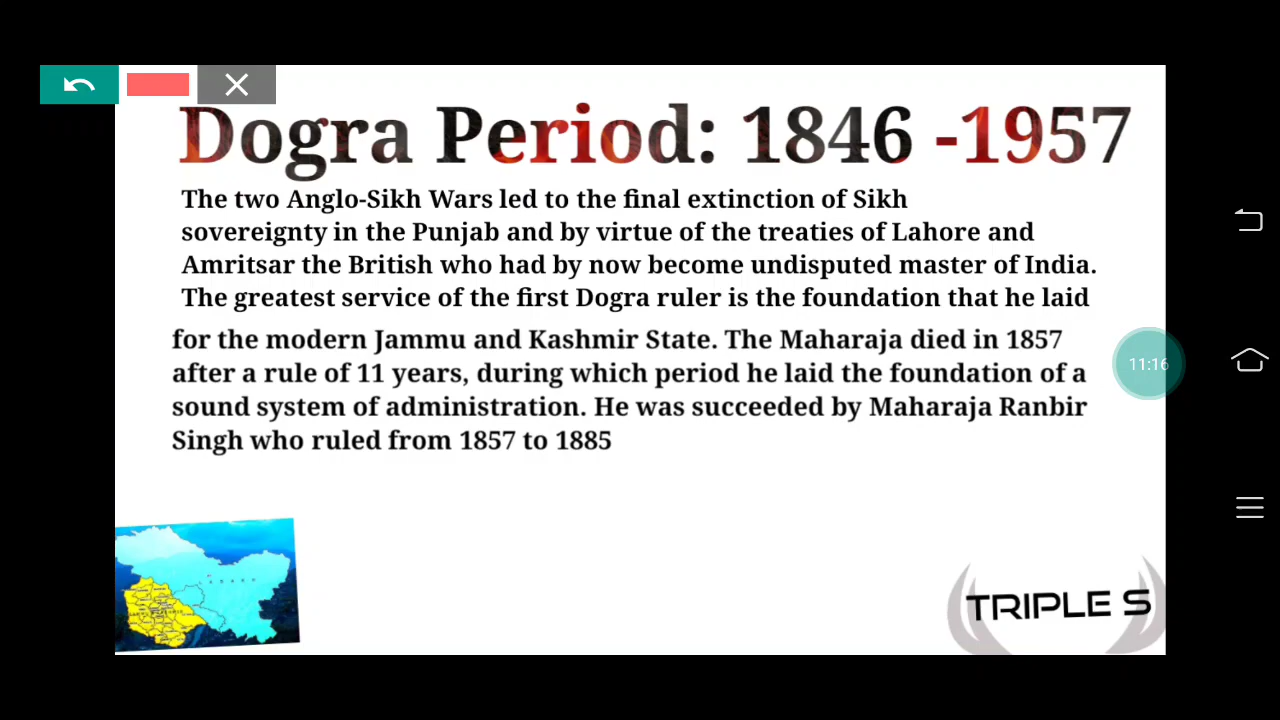 Dogra Period: 1846 -1957
The two Anglo-Sikh Wars led to the final extinction of Sikh
sovereignty in the Punjab and by virtue of the treaties of Lahore and
Amritsar the British who had by now become undisputed master of India.
The greatest service of the first Dogra ruler is the foundation that he laid
for the modern Jammu and Kashmir State. The Maharaja died in 1857
after a rule of 11 years, during which period he laid the foundation of a
sound system of administration. He was succeeded by Maharaja Ranbir
Singh who ruled from 1857 to 1885
11:16
TRIPLE S